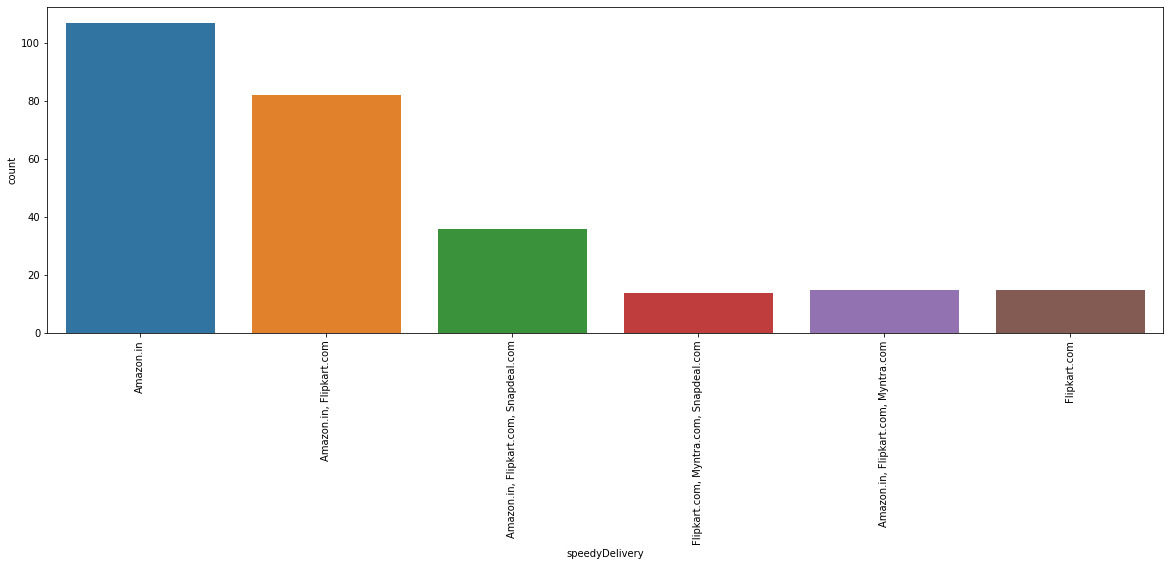 count
100
80
60
40
20
0
Amazon.in
Amazon.in, Flipkart.com
Amazon.in, Flipkart.com, Snapdeal.com
Flipkart.com, Myntra.com, Snapdeal.com
Amazon.in, Flipkart.com, Myntra.com
Flipkart.com
speedyDelivery